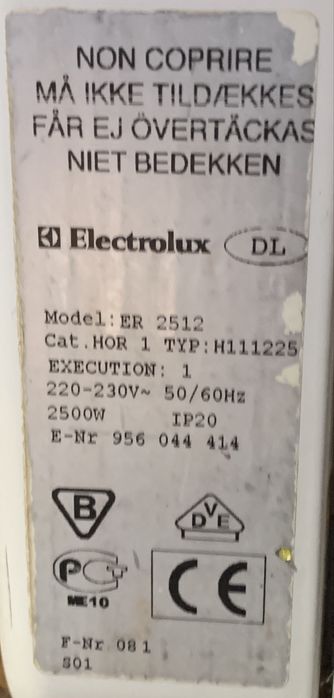 NON COPRIRE
MÅ IKKE TILDÆKKES
FÅR EJ ÖVERTÄCKAS
NIET BEDEKKEN
Electrolux DL
Model:ER 2512
Cat.HOR 1 TYP:H111225
EXECUTION: 1
220-230V~ 50/60Hz
2500W IP20
E-Nr 956 044 414
B
DVE
PC
ME10
CE
F-Nr 081
S01